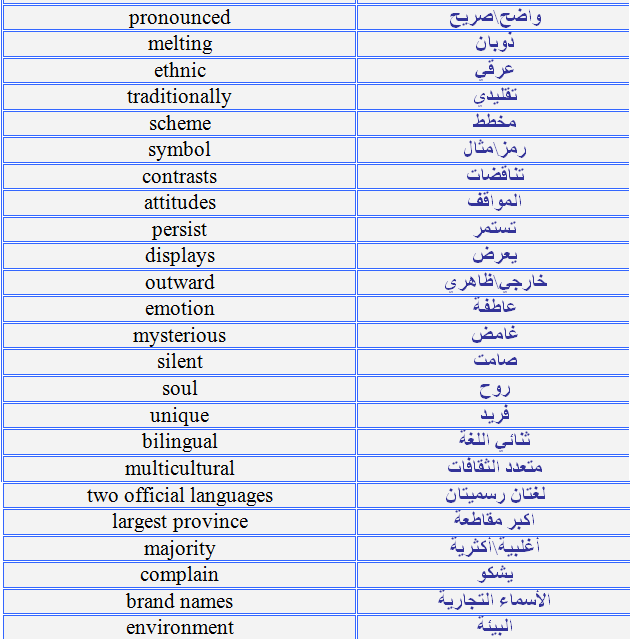 pronounced واضح\صريح
melting ذوبان
ethnic عرقي
traditionally تقليدي
scheme مخطط
symbol رمز\مثال
contrasts تناقضات
attitudes المواقف
persist تستمر
displays يعرض
outward خارجي\ظاهري
emotion عاطفة
mysterious غامض
silent صامت
soul روح
unique فريد
bilingual ثنائي اللغة
multicultural متعدد الثقافات
two official languages لغتان رسميتان
largest province اكبر مقاطعة
majority أغلبية\أكثرية
complain يشكو
brand names الأسماء التجارية
environment البيئة